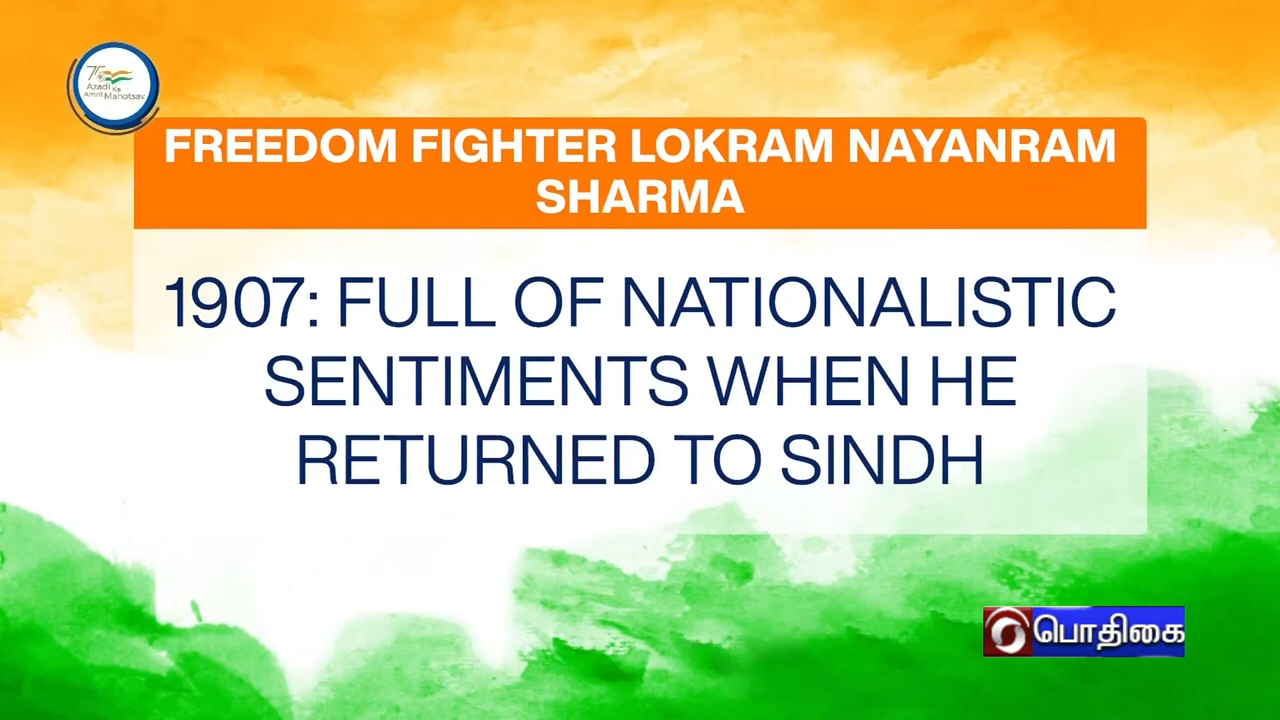 75
Azadi Ka
Amrit Mahotsav
FREEDOM FIGHTER LOKRAM NAYANRAM
SHARMA
1907: FULL OF NATIONALISTIC
SENTIMENTS WHEN HE
RETURNED TO SINDH
பொதிகை